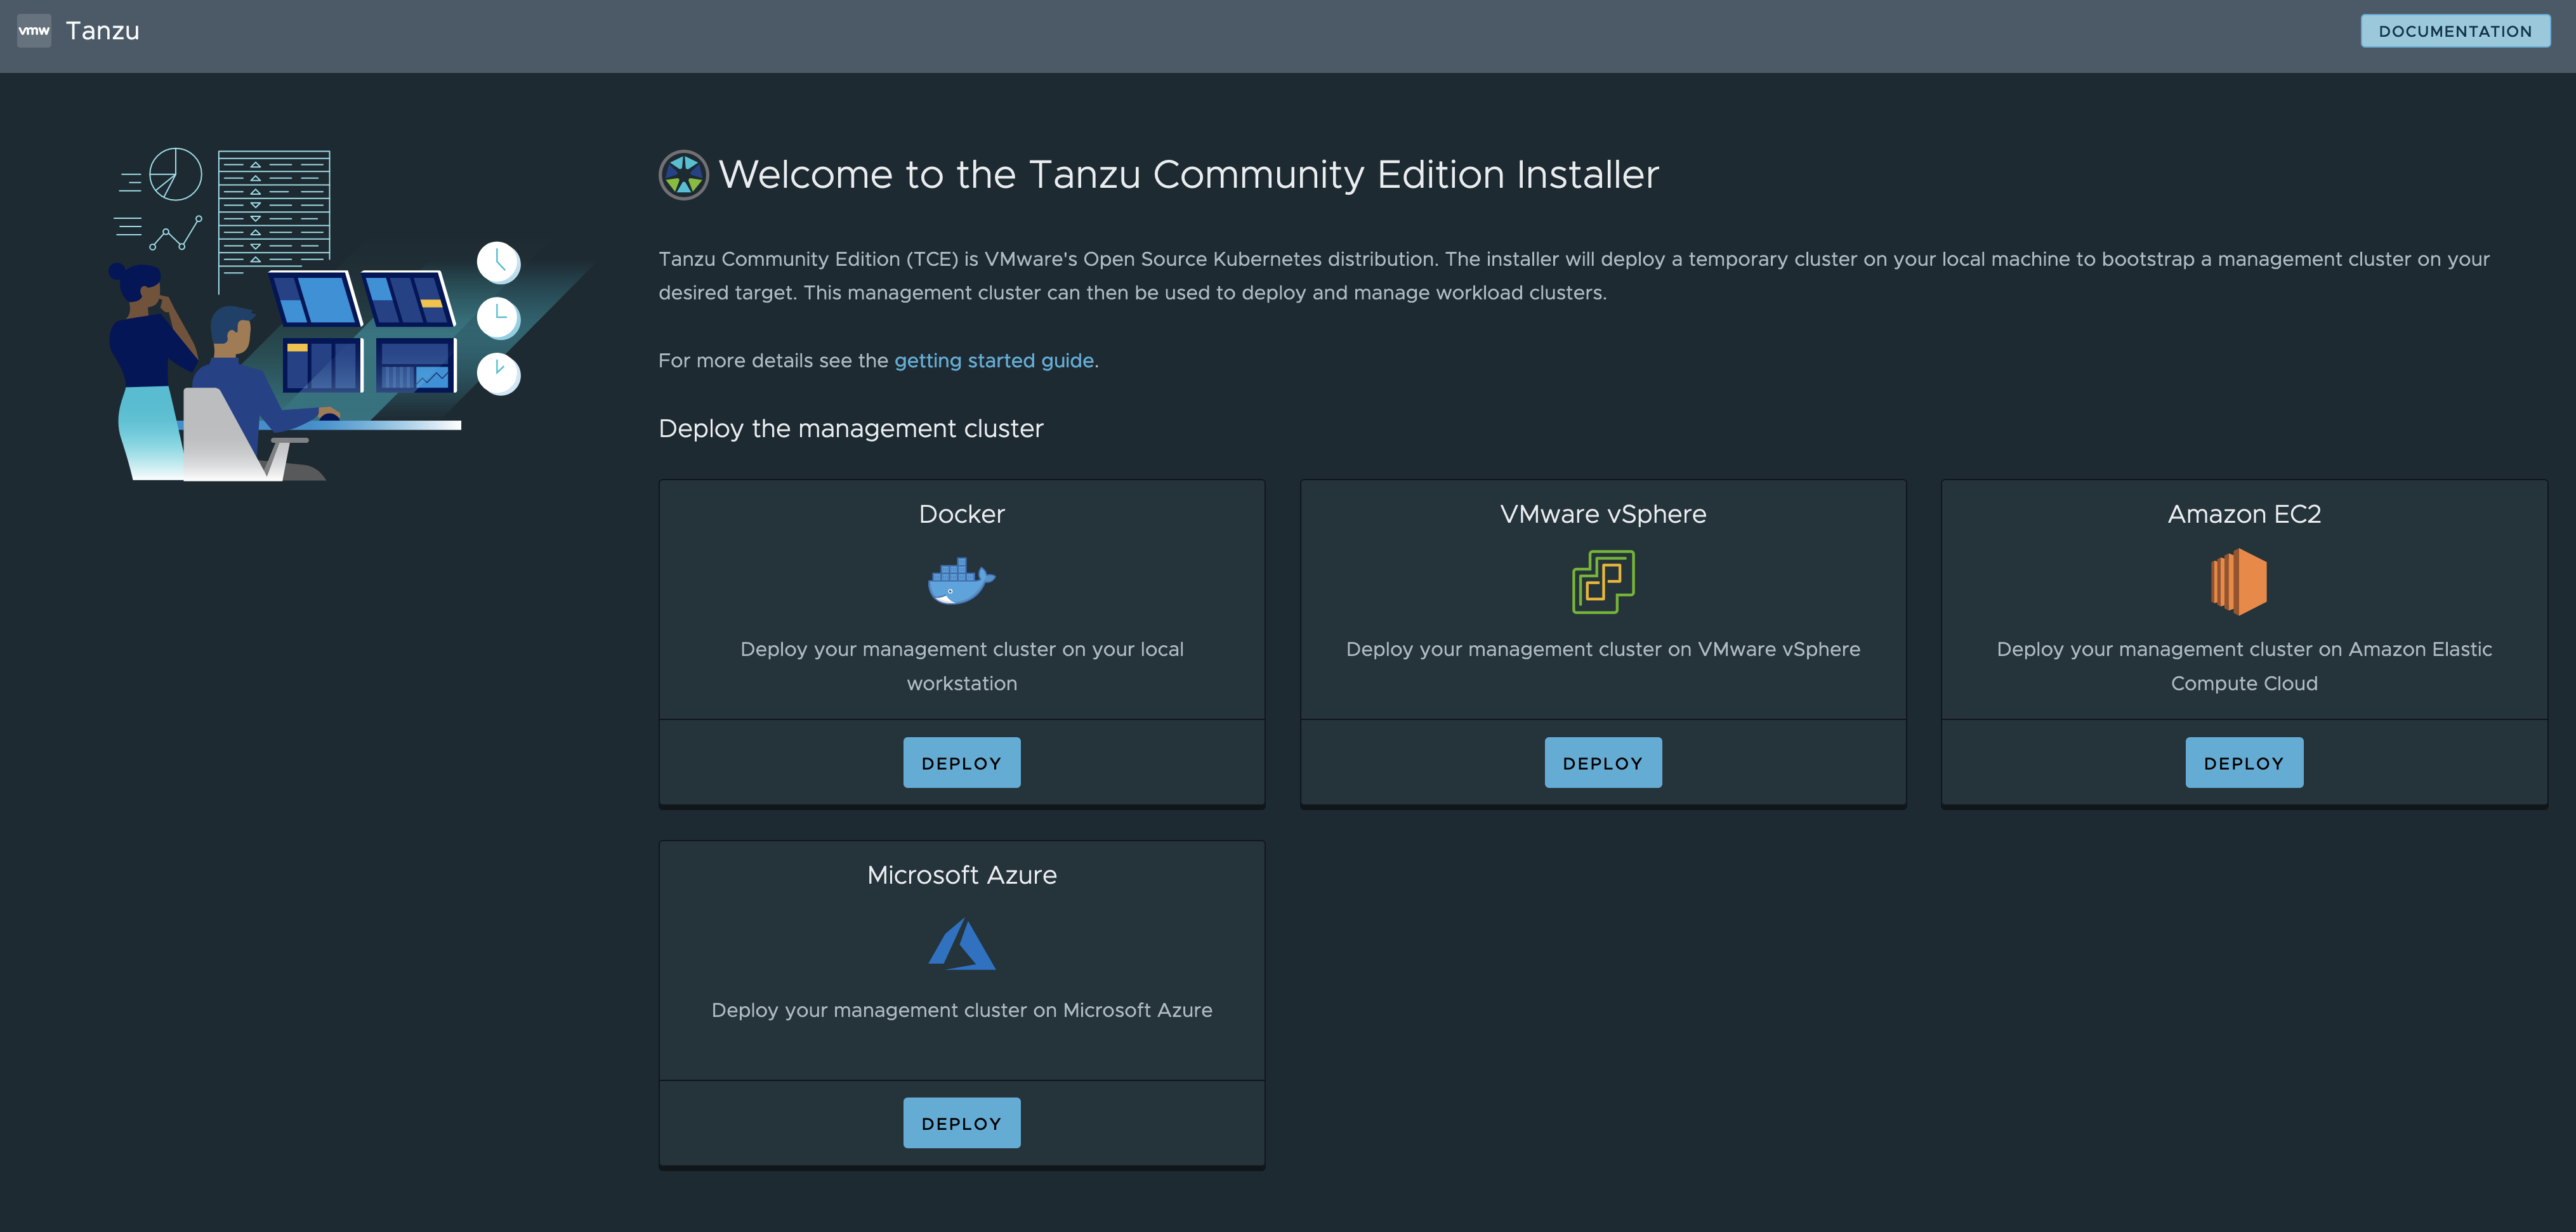 vmw Tanzu
DOCUMENTATION
Welcome to the Tanzu Community Edition Installer
Tanzu Community Edition (TCE) is VMware's Open Source Kubernetes distribution. The installer will deploy a temporary cluster on your local machine to bootstrap a management cluster on your
desired target. This management cluster can then be used to deploy and manage workload clusters.
For more details see the getting started guide.
Deploy the management cluster
Docker
Deploy your management cluster on your local
workstation
DEPLOY
VMware vSphere
Deploy your management cluster on VMware vSphere
DEPLOY
Amazon EC2
Deploy your management cluster on Amazon Elastic
Compute Cloud
DEPLOY
Microsoft Azure
Deploy your management cluster on Microsoft Azure
DEPLOY